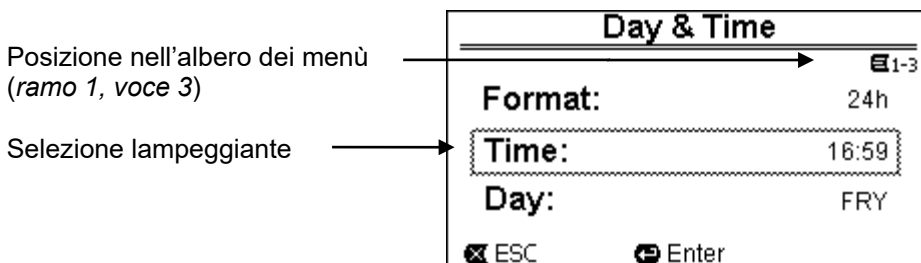 Posizione nell’albero dei menù
(ramo 1, voce 3)
Selezione lampeggiante
Day & Time
1-3
Format: 24h
Time: 16:59
Day: FRY
ESC Enter